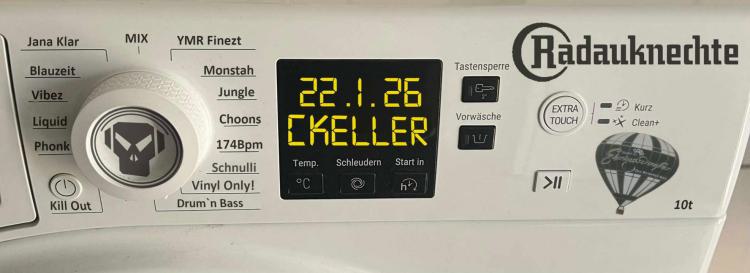 MIX
Jana Klar
YMR Finezt
Blauzeit
Monstah
Vibez
Jungle
Liquid
Choons
Phonk
174Bpm
Schnulli
Vinyl Only!
Drum`n Bass
Kill Out
22.1.26
CKELLER
Temp.
Schleudern
Start in
°C
h
Tastensperre
Vorwäsche
Radauknechte
EXTRA
TOUCH
Kurz
Clean+
10t